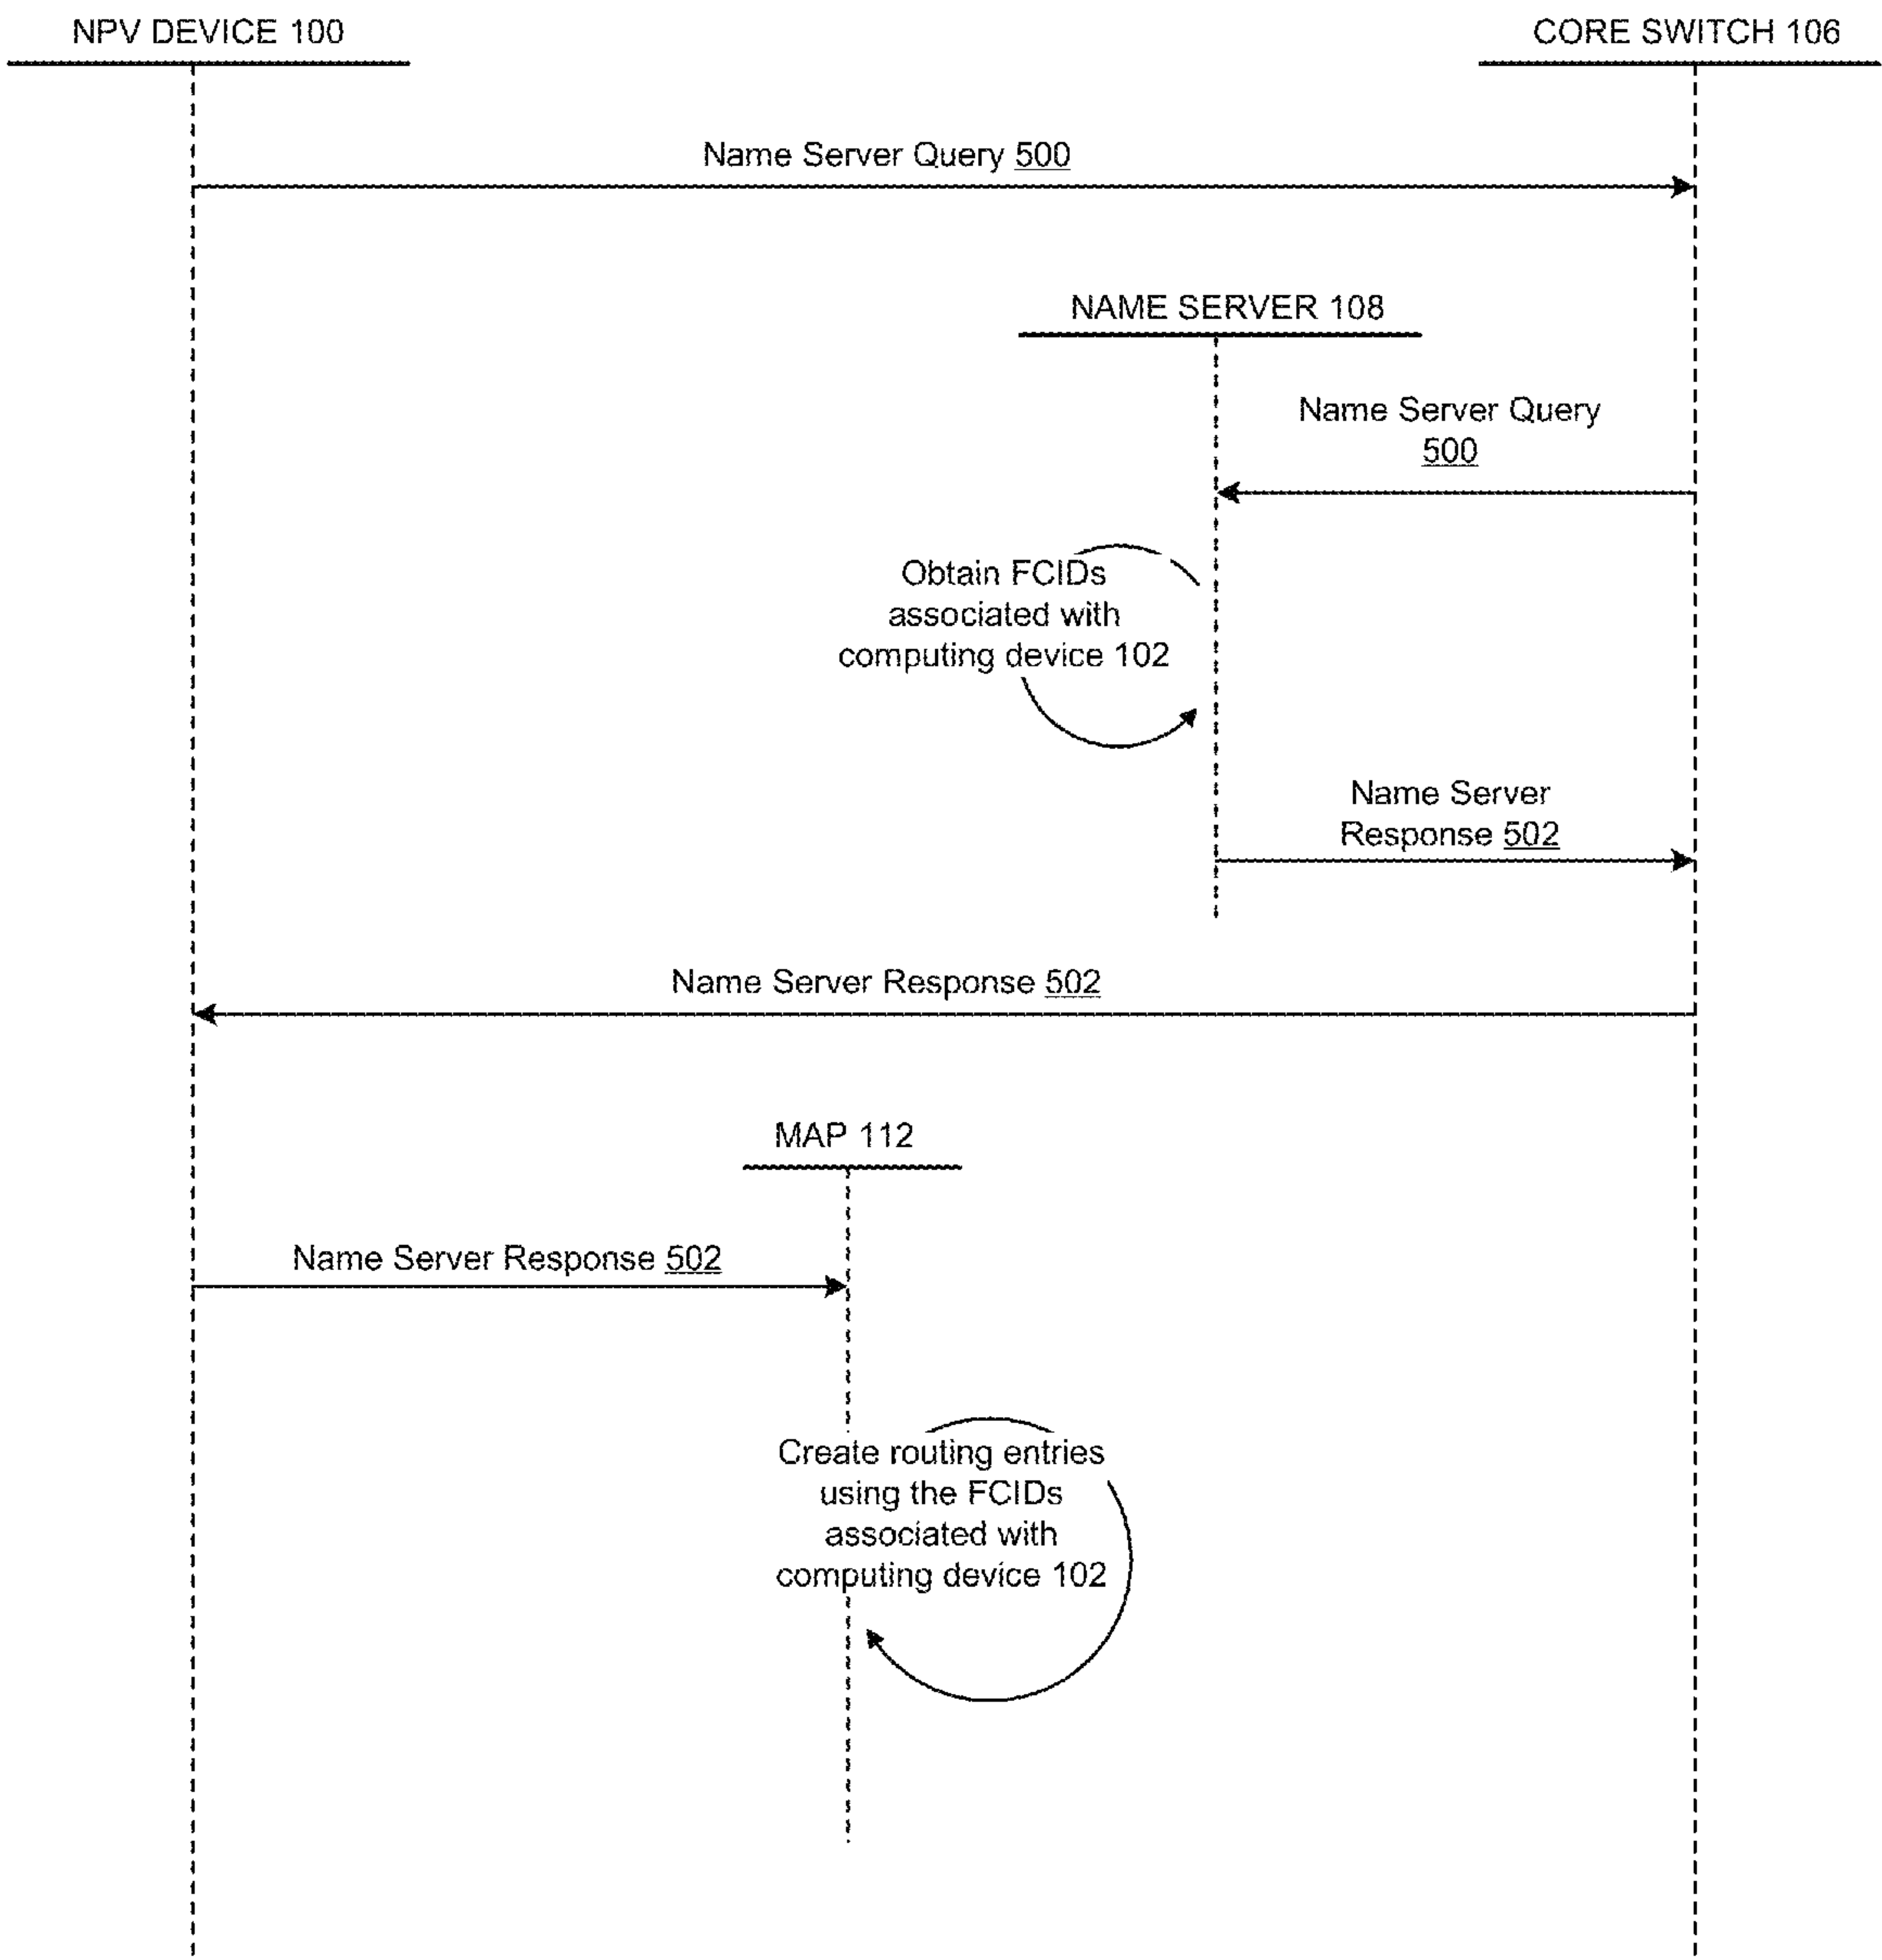 NPV DEVICE 100
CORE SWITCH 106
Name Server Query 500
NAME SERVER 108
Name Server Query
500
Obtain FCIDs
associated with
computing device 102
Name Server
Response 502
Name Server Response 502
MAP 112
Name Server Response 502
Create routing entries
using the FCIDs
associated with
computing device 102